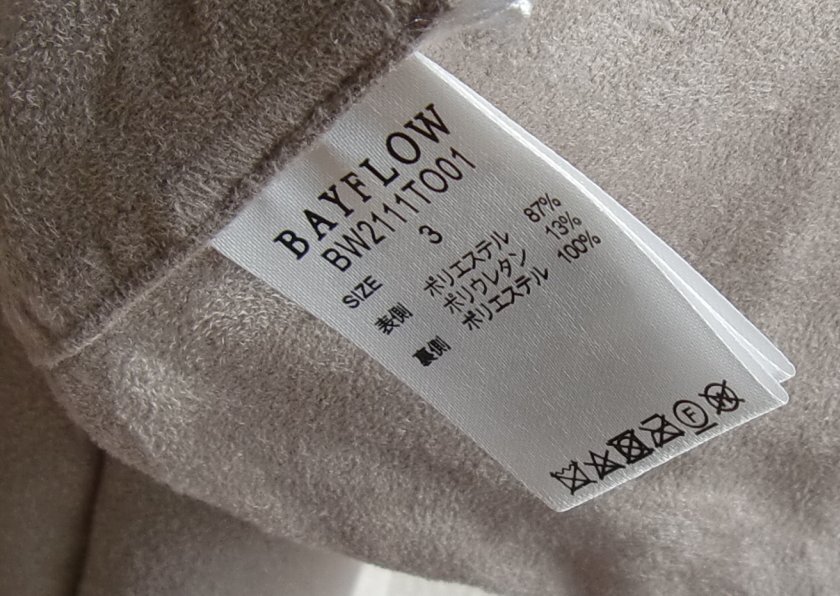 BAYFLOW
BW2111TO01
SIZE 3
表側 ポリエステル 87%
ポリウレタン 13%
裏側 ポリエステル 100%
F
W